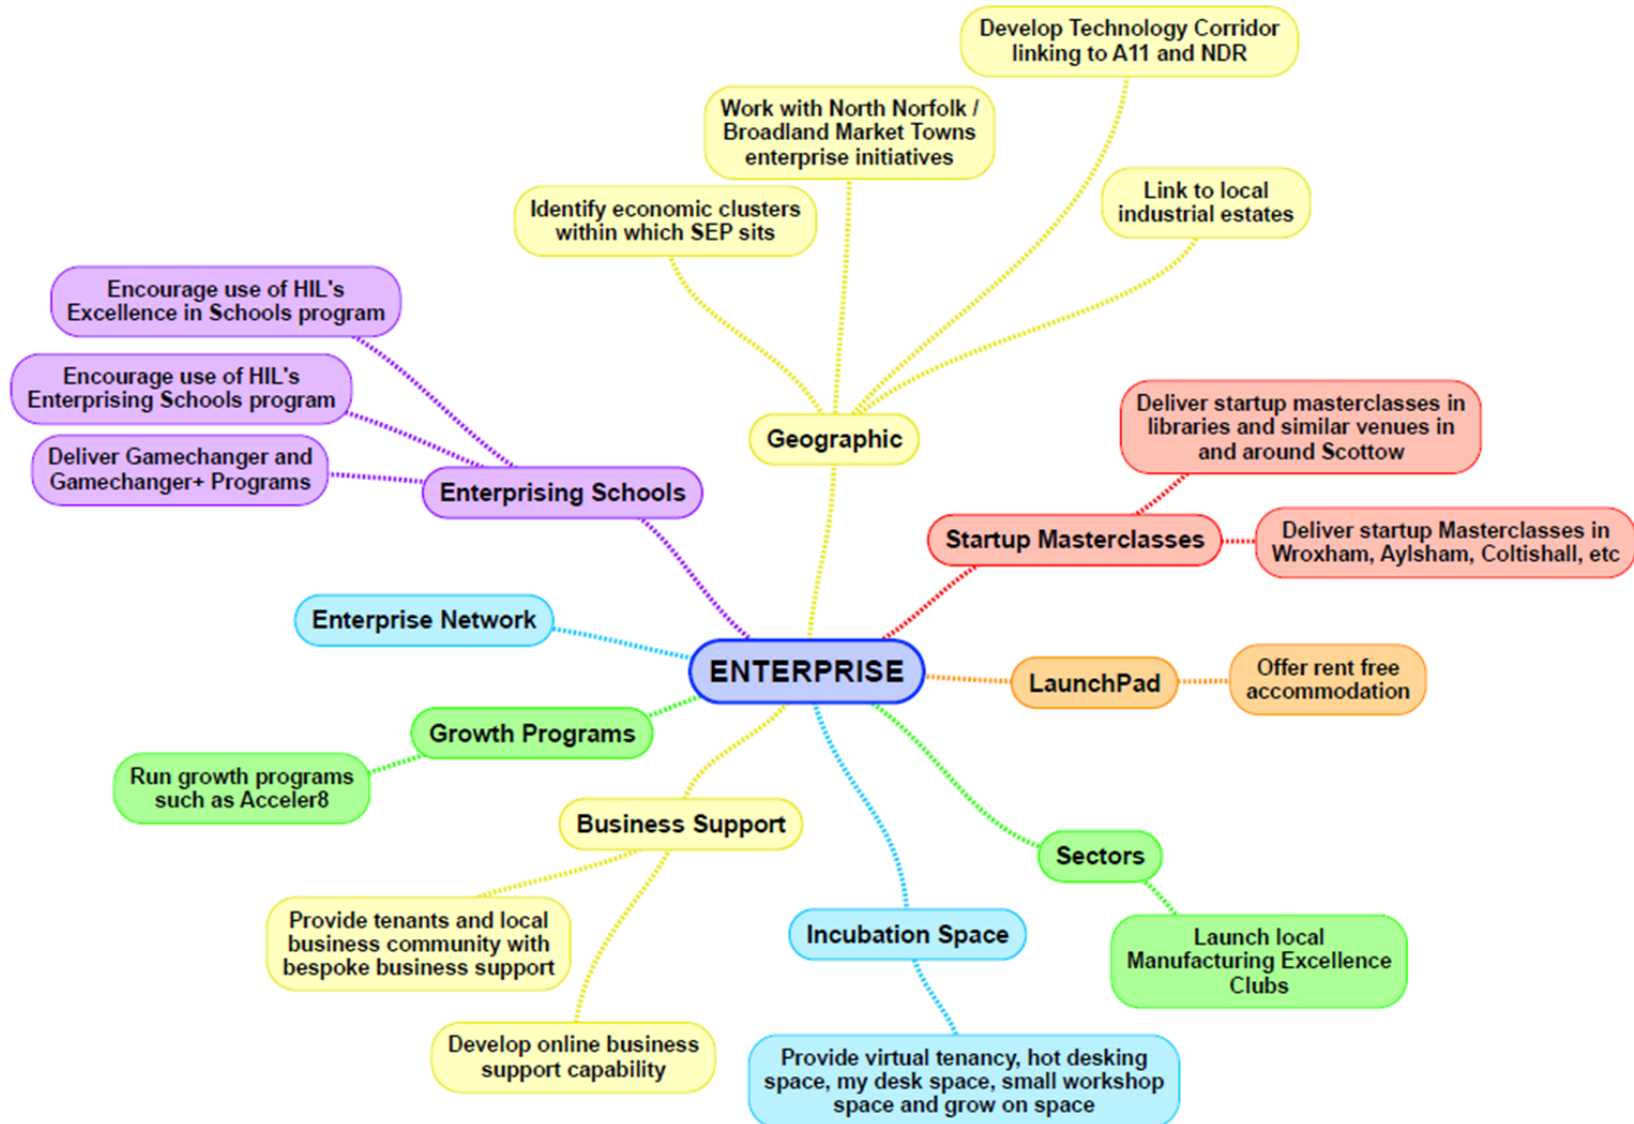 Develop Technology Corridor
linking to A11 and NDR
Work with North Norfolk /
Broadland Market Towns
enterprise initiatives
Link to local
industrial estates
Identify economic clusters
within which SEP sits
Encourage use of HIL's
Excellence in Schools program
Encourage use of HIL's
Enterprising Schools program
Deliver Gamechanger and
Gamechanger+ Programs
Enterprising Schools
Geographic
Deliver startup masterclasses in
libraries and similar venues in
and around Scottow
Startup Masterclasses
Deliver startup Masterclasses in
Wroxham, Aylsham, Coltishall, etc
Enterprise Network
ENTERPRISE
LaunchPad
Offer rent free
accommodation
Growth Programs
Run growth programs
such as Acceler8
Business Support
Provide tenants and local
business community with
bespoke business support
Develop online business
support capability
Incubation Space
Provide virtual tenancy, hot desking
space, my desk space, small workshop
space and grow on space
Sectors
Launch local
Manufacturing Excellence
Clubs